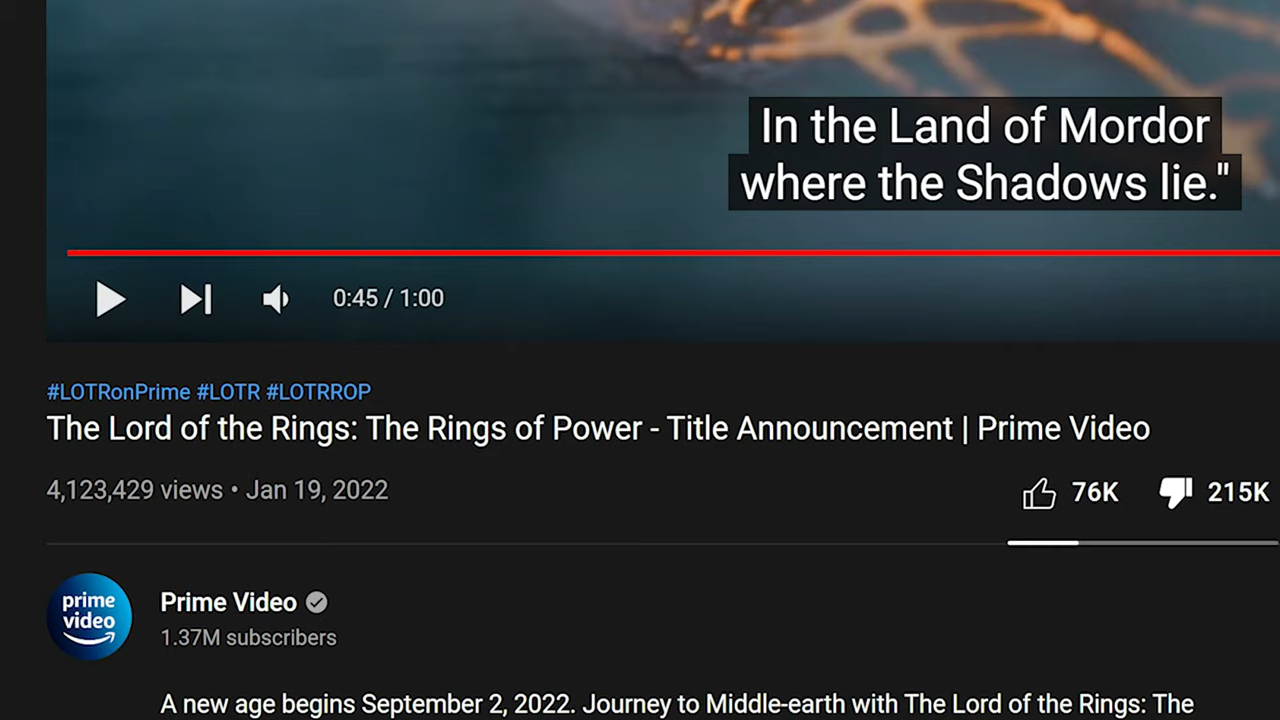 In the Land of Mordor
where the Shadows lie."
0:45 / 1:00
#LOTRonPrime #LOTR #LOTRROP
The Lord of the Rings: The Rings of Power - Title Announcement | Prime Video
4,123,429 views • Jan 19, 2022
76K 215K
prime
video
Prime Video
1.37M subscribers
A new age begins September 2, 2022. Journey to Middle-earth with The Lord of the Rings: The